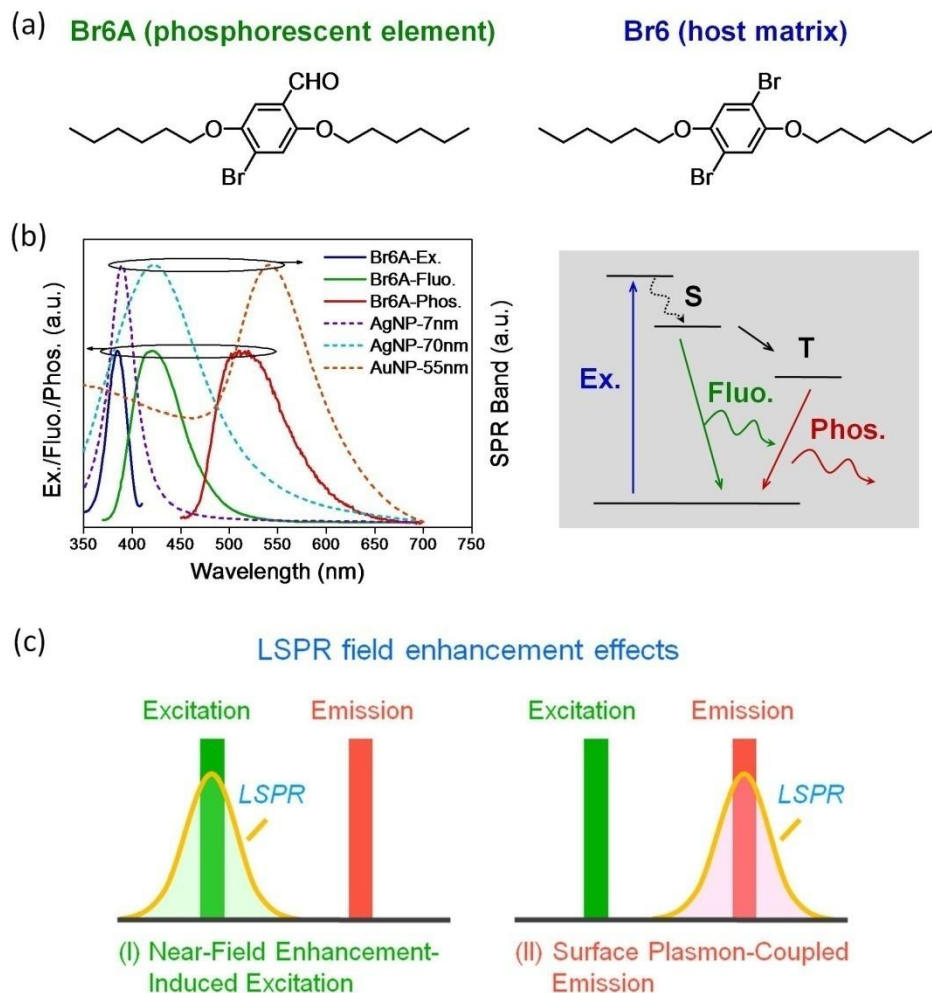 (a) Br6A (phosphorescent element) Br6 (host matrix)
CHO
O
O
Br
Br
O
O
Br
(b)
Br6A-Ex.
Br6A-Fluo.
Br6A-Phos.
AgNP-7nm
AgNP-70nm
AuNP-55nm
Ex./Fluo./Phos. (a.u.)
SPR Band (a.u.)
350 400 450 500 550 600 650 700 750
Wavelength (nm)
S
T
Ex.
Fluo.
Phos.
(c)
LSPR field enhancement effects
Excitation Emission
LSPR
(I) Near-Field Enhancement-
Induced Excitation
Excitation Emission
LSPR
(II) Surface Plasmon-Coupled
Emission